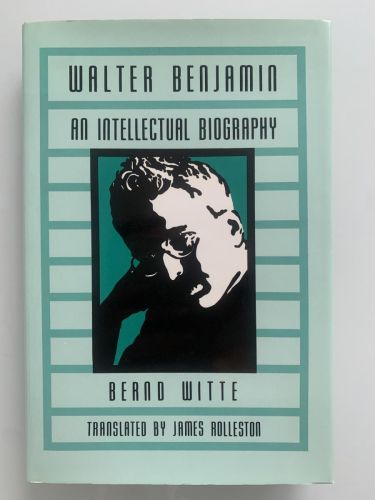 WALTER BENJAMIN
AN INTELLECTUAL BIOGRAPHY
BERND WITTE
TRANSLATED BY JAMES ROLLESTON